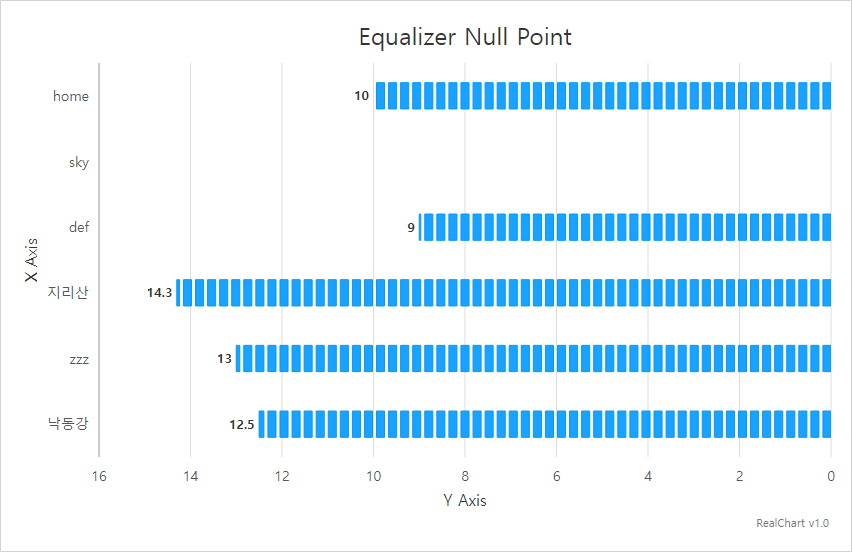 Equalizer Null Point
home
10
sky
def
9
지리산
14.3
zzz
13
낙동강
12.5
X Axis
16 14 12 10 8 6 4 2 0
Y Axis
RealChart v1.0